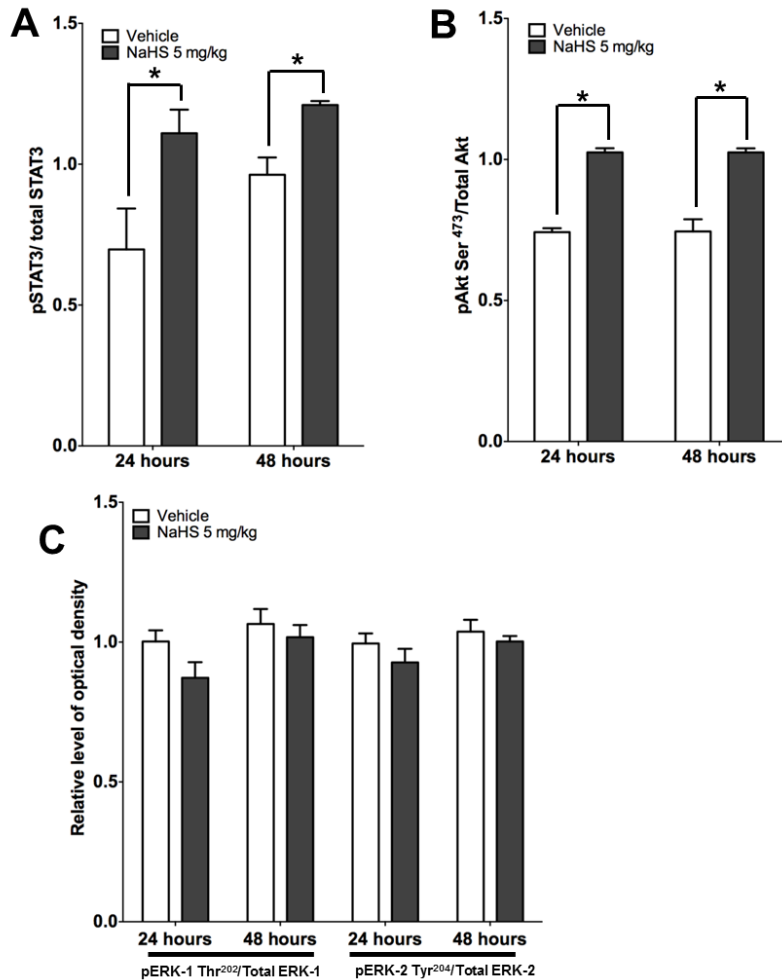 A
1.5
Vehicle
NaHS 5 mg/kg
*
*
1.0
0.5
0.0
pSTAT3/ total STAT3
24 hours 48 hours
B
1.5
Vehicle
NaHS 5 mg/kg
*
*
1.0
0.5
0.0
pAkt Ser ⁴⁷³/Total Akt
24 hours 48 hours
C
1.5
Vehicle
NaHS 5 mg/kg
1.0
0.5
0.0
Relative level of optical density
24 hours 48 hours 24 hours 48 hours
pERK-1 Thr²⁰²/Total ERK-1 pERK-2 Tyr²⁰⁴/Total ERK-2